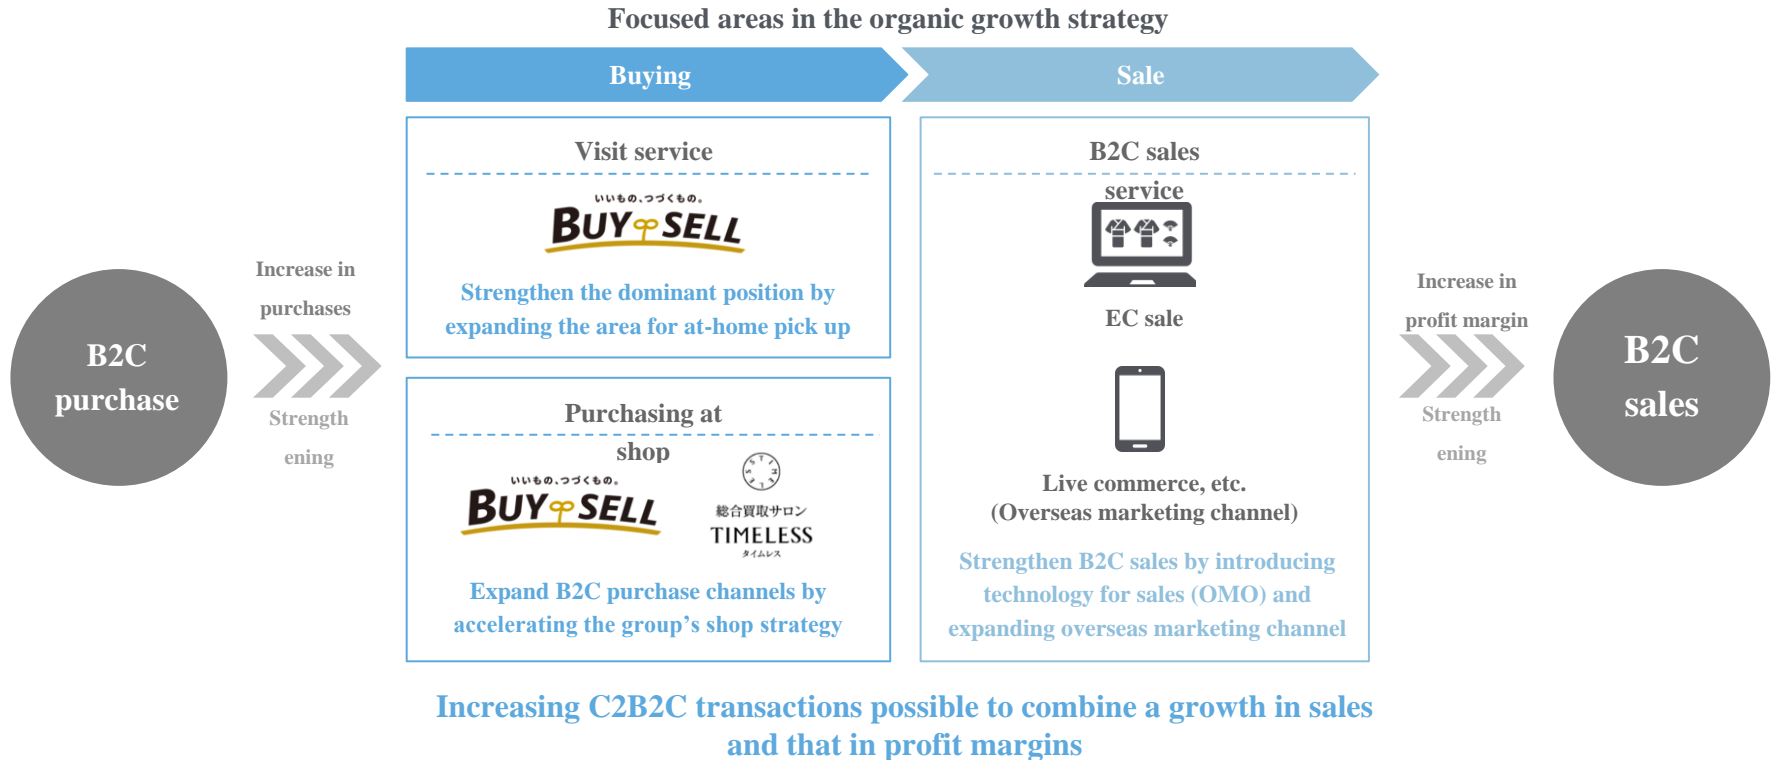 Focused areas in the organic growth strategy
Buying
Sale
B2C
purchase
Increase in
purchases
Strength
ening
Visit service
いいもの、つづくもの。
BUY SELL
Strengthen the dominant position by
expanding the area for at-home pick up
Purchasing at
shop
いいもの、つづくもの。
BUY SELL
TIMELESS
総合買取サロン
TIMELESS
タイムレス
Expand B2C purchase channels by
accelerating the group’s shop strategy
B2C sales
service
EC sale
Live commerce, etc.
(Overseas marketing channel)
Strengthen B2C sales by introducing
technology for sales (OMO) and
expanding overseas marketing channel
Increase in
profit margin
Strength
ening
B2C
sales
Increasing C2B2C transactions possible to combine a growth in sales
and that in profit margins